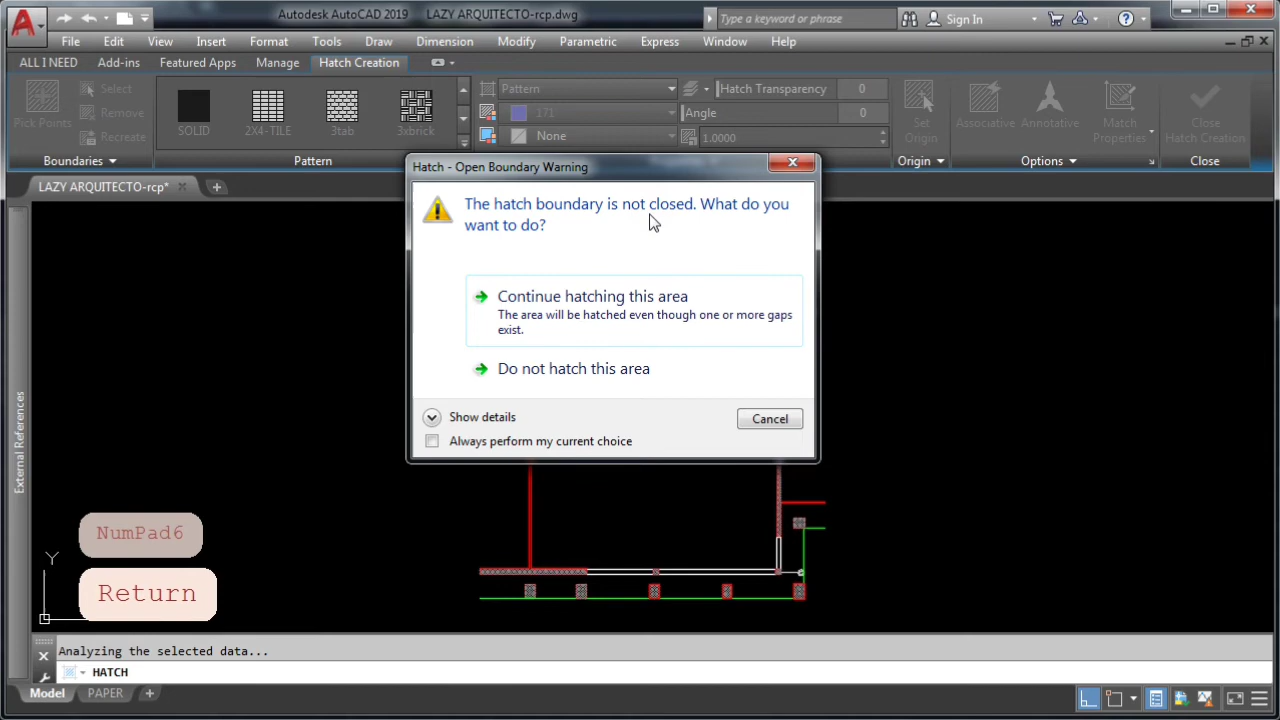 Autodesk AutoCAD 2019 LAZY ARQUITECTO-rcp.dwg
Type a keyword or phrase
Sign In
File Edit View Insert Format Tools Draw Dimension Modify Parametric Express Window Help
ALL I NEED Add-ins Featured Apps Manage Hatch Creation
Pick Points
Select
Remove
Recreate
SOLID 2X4-TILE 3tab 3xbrick
Pattern
171
None
Hatch Transparency 0
Angle 0
1.0000
Set
Origin
Associative Annotative
Match
Properties
Close
Hatch Creation
Boundaries Pattern Origin Options Close
LAZY ARQUITECTO-rcp*
Hatch - Open Boundary Warning
The hatch boundary is not closed. What do you
want to do?
Continue hatching this area
The area will be hatched even though one or more gaps
exist.
Do not hatch this area
Show details
Cancel
Always perform my current choice
External References
NumPad6
Return
Y
Analyzing the selected data...
HATCH
Model PAPER